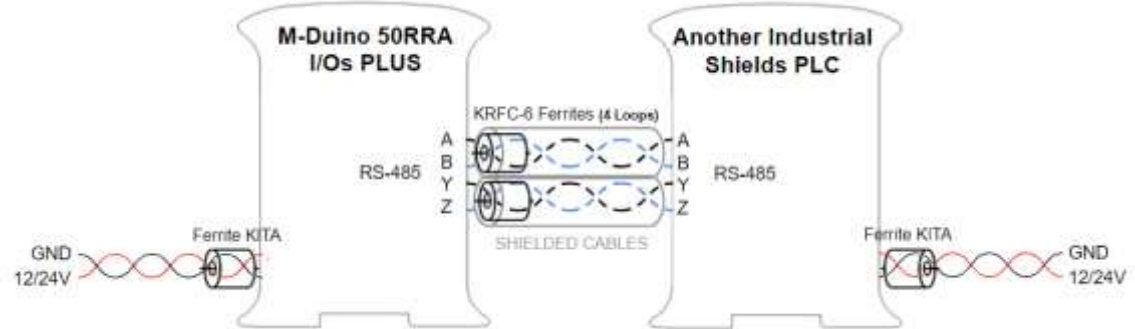 M-Duino 50RRA
I/Os PLUS
Another Industrial
Shields PLC
KRFC-6 Ferrites (4 Loops)
A
B
Y
Z
RS-485
A
B
Y
Z
RS-485
SHIELDED CABLES
Ferrite KITA
GND
12/24V
Ferrite KITA
GND
12/24V